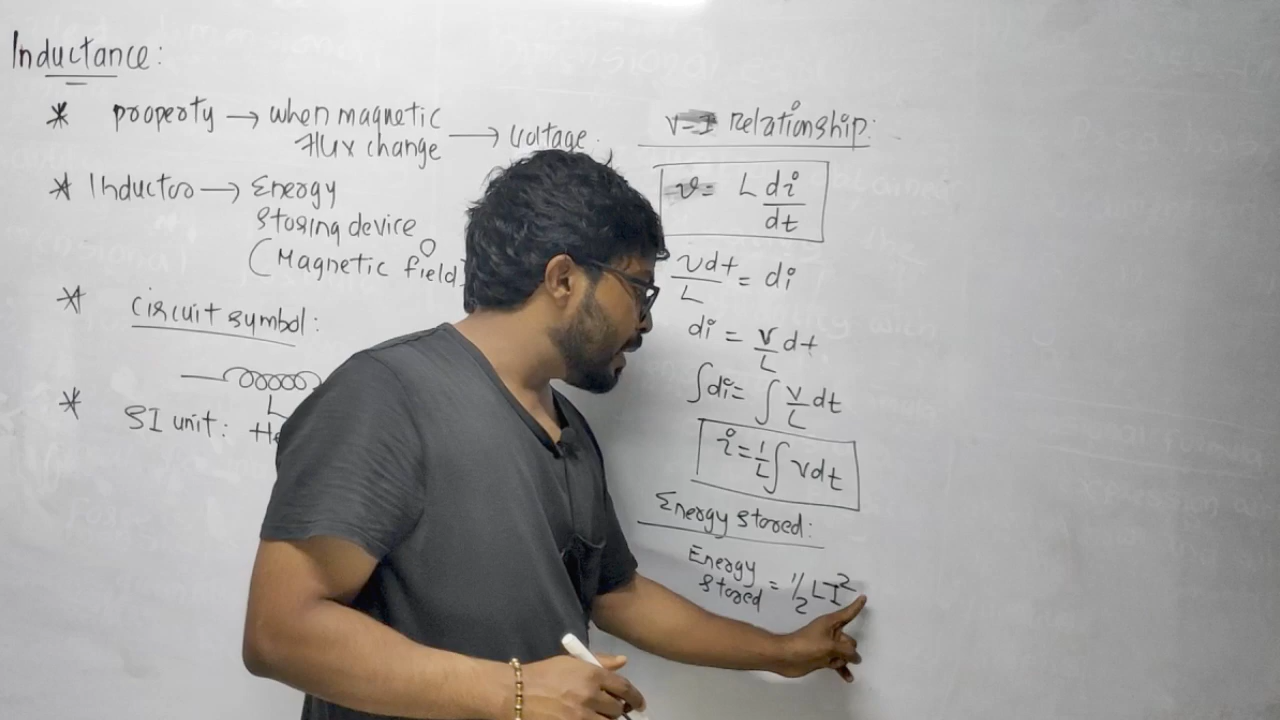 Inductance:
* property → when magnetic
flux change → voltage.
* Inductor → Energy
storing device
(Magnetic field)
* circuit symbol:
L
* SI unit:
V-I relationship:
v = L di/dt
vdt/L = di
di = v/L dt
∫di = ∫ v/L dt
i = 1/L ∫ vdt
Energy stored:
Energy
stored = 1/2 LI²